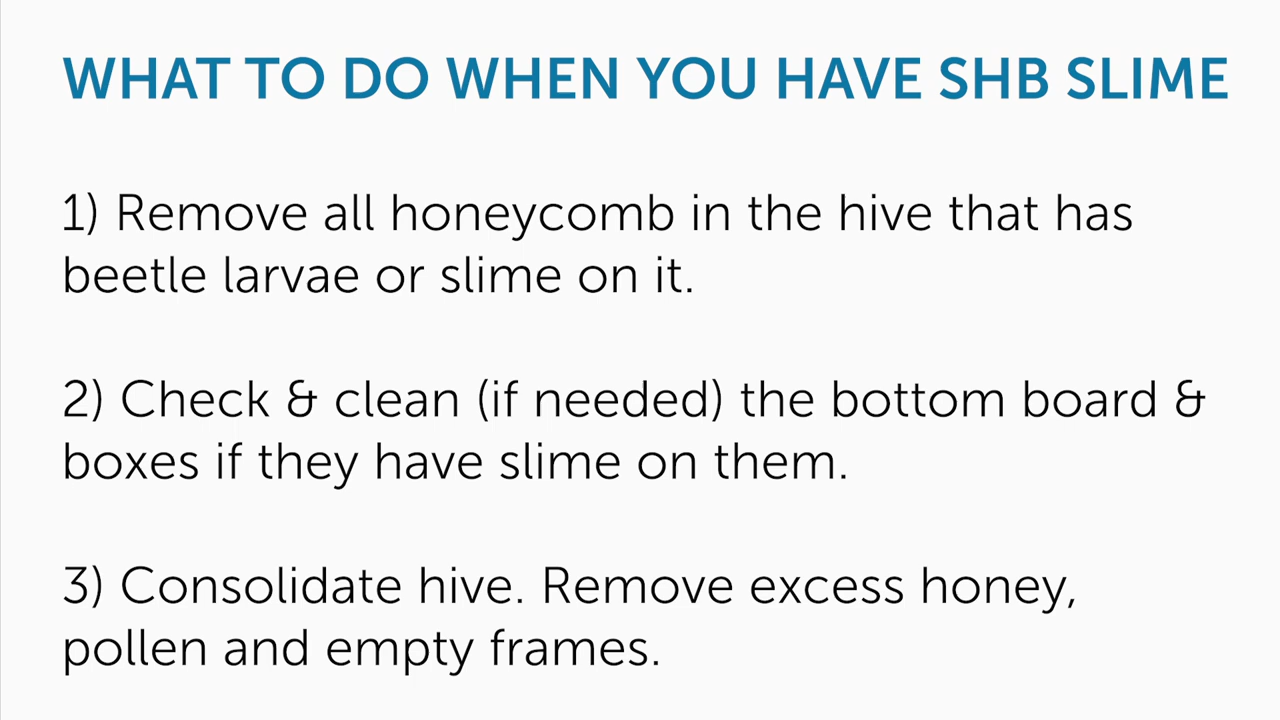 WHAT TO DO WHEN YOU HAVE SHB SLIME
1) Remove all honeycomb in the hive that has
beetle larvae or slime on it.
2) Check & clean (if needed) the bottom board &
boxes if they have slime on them.
3) Consolidate hive. Remove excess honey,
pollen and empty frames.